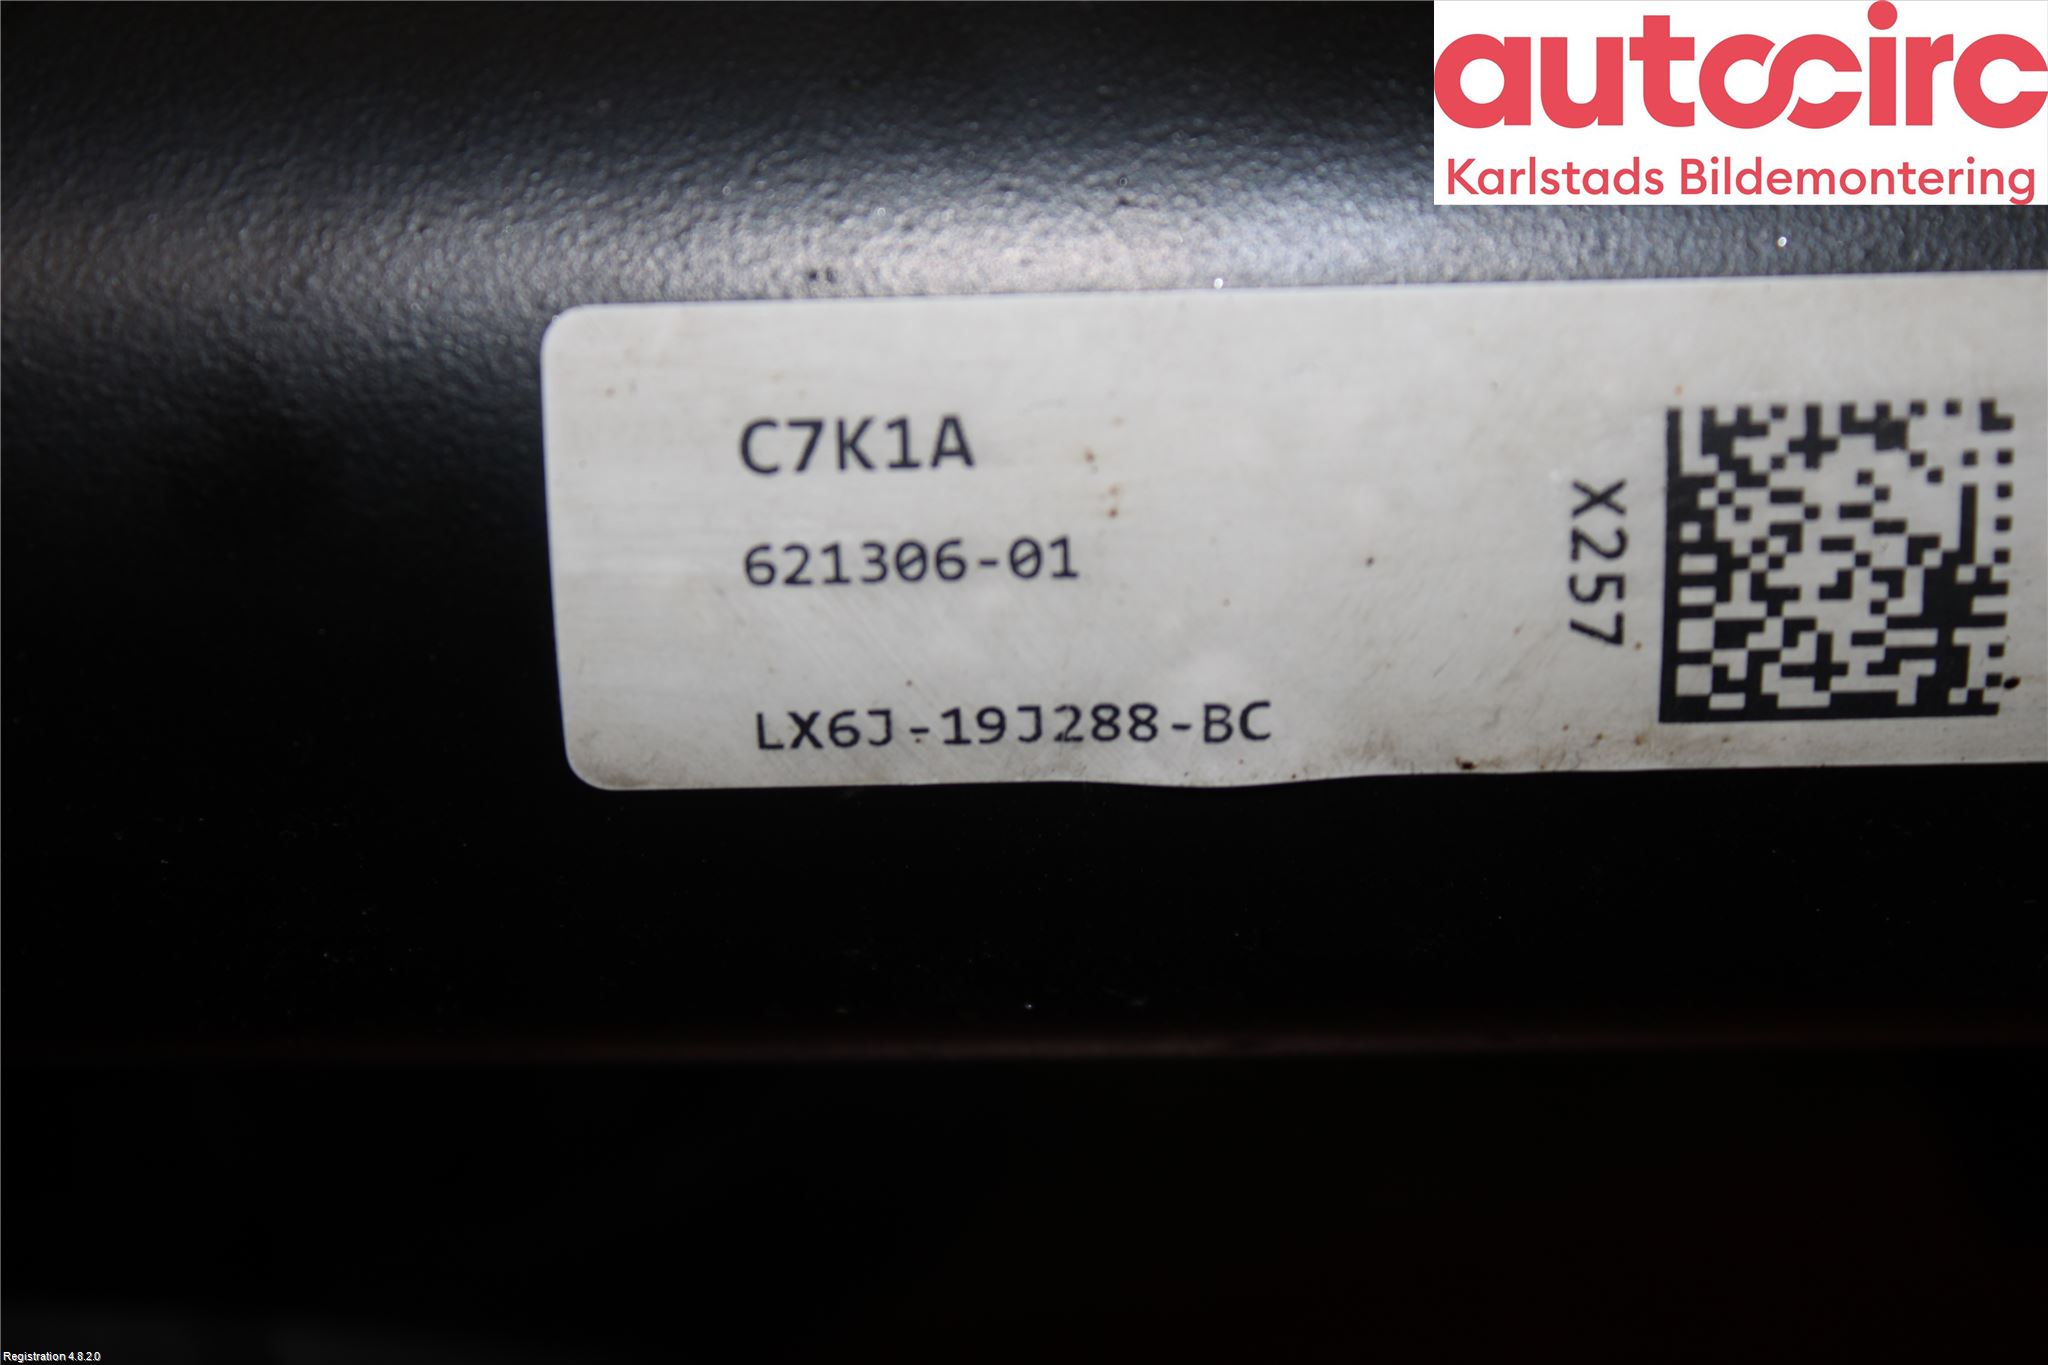 autocirc
Karlstads Bildemontering
C7K1A
621306-01
X257
LX6J-19J288-BC
Registration 4.8.2.0